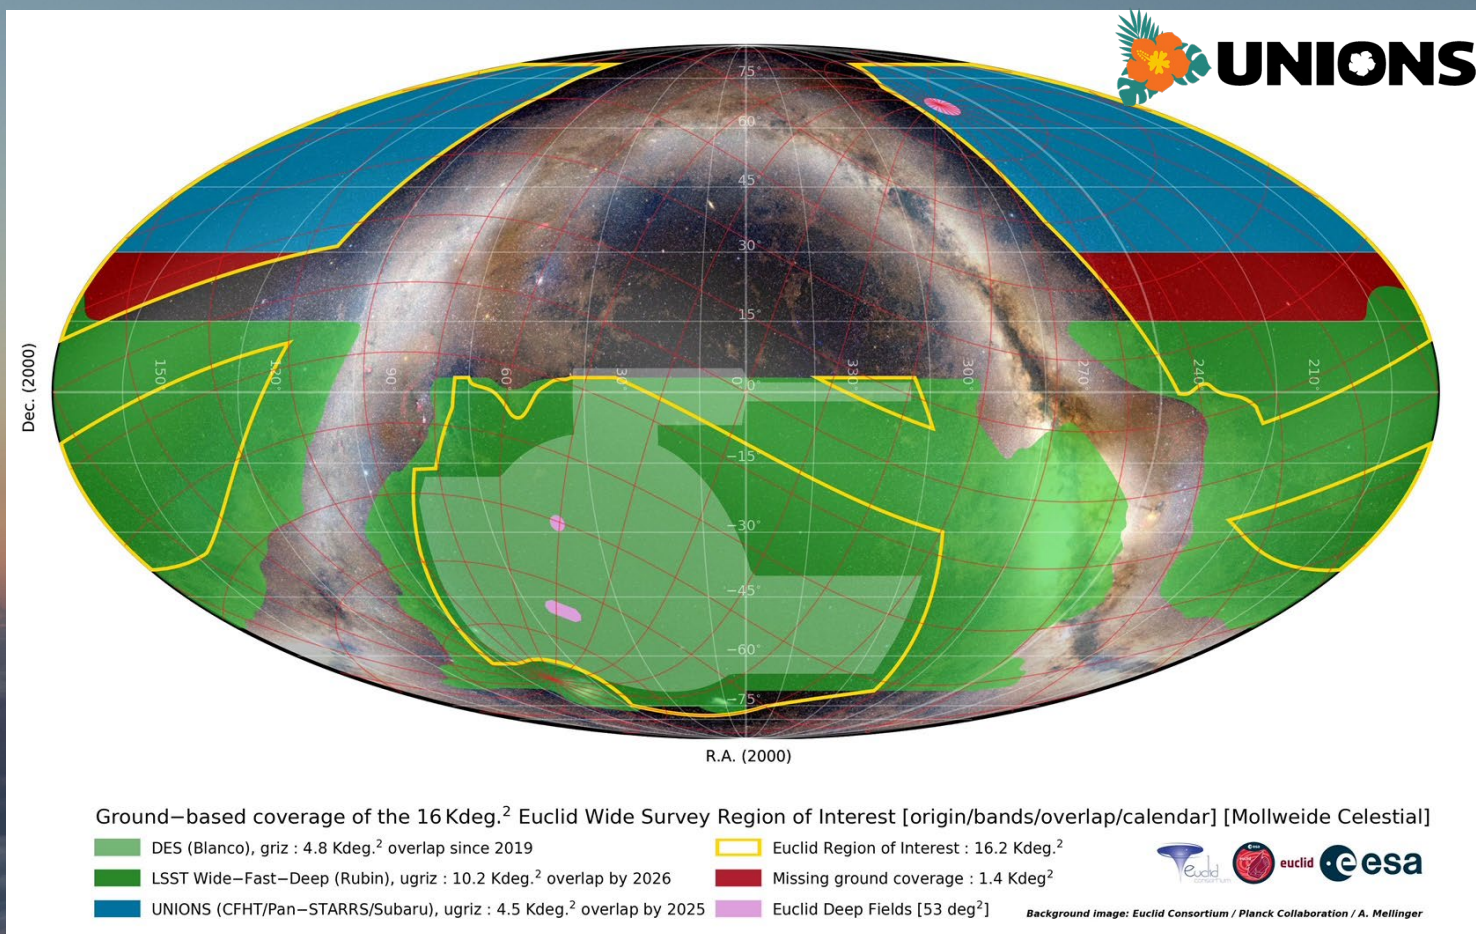 UNIONS
75°
60
45
30°
15°
150
120°
90
60°
30
0
0°
330
300
270
240
210
−15
−30°
−45°
−60°
−75°
Dec. (2000)
R.A. (2000)
Ground−based coverage of the 16 Kdeg.² Euclid Wide Survey Region of Interest [origin/bands/overlap/calendar] [Mollweide Celestial]
DES (Blanco), griz : 4.8 Kdeg.² overlap since 2019
LSST Wide−Fast−Deep (Rubin), ugriz : 10.2 Kdeg.² overlap by 2026
UNIONS (CFHT/Pan−STARRS/Subaru), ugriz : 4.5 Kdeg.² overlap by 2025
Euclid Region of Interest : 16.2 Kdeg.²
Missing ground coverage : 1.4 Kdeg²
Euclid Deep Fields [53 deg²]
euclid
consortium
euclid
esa
Background image: Euclid Consortium / Planck Collaboration / A. Mellinger